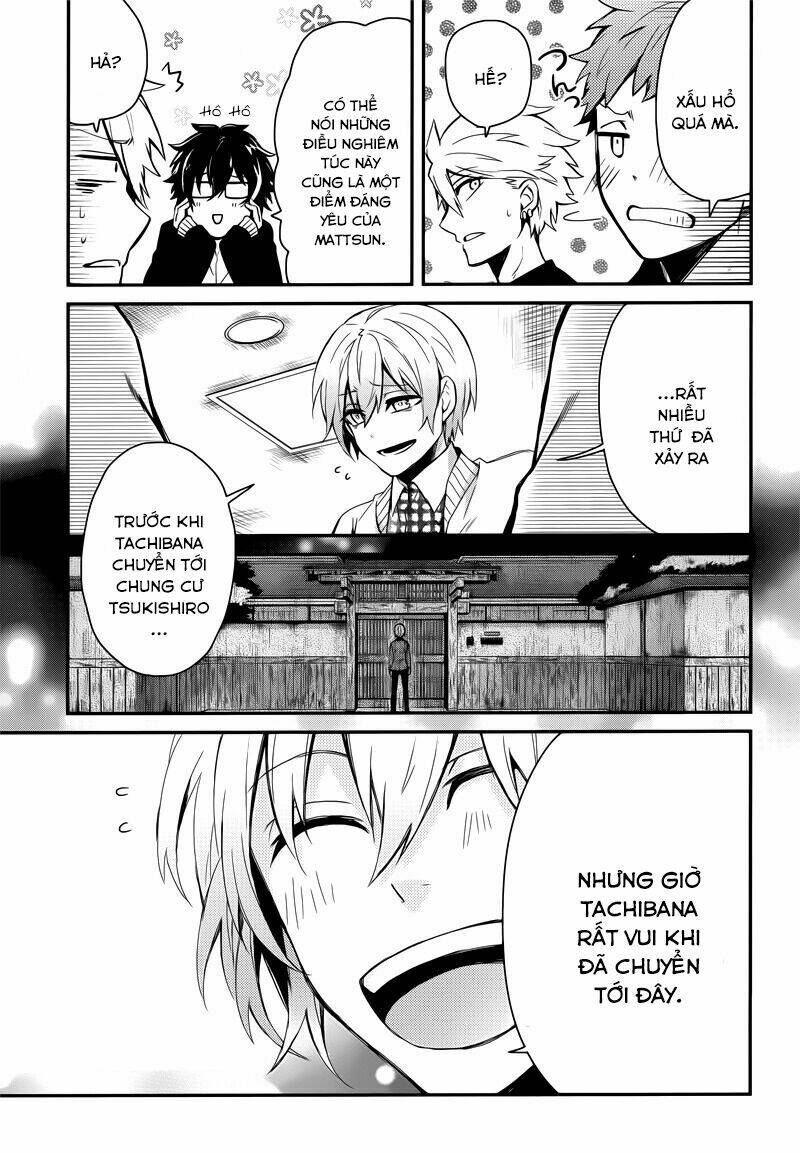 XẤU HỔ
QUÁ MÀ.
HẾ?
CÓ THỂ
NÓI NHỮNG
ĐIỀU NGHIÊM
TÚC NÀY
CŨNG LÀ MỘT
ĐIỂM ĐÁNG
YÊU CỦA
MATTSUN.
HÔ HÔ
HẢ?
...RẤT
NHIỀU
THỨ ĐÃ
XẢY RA
TRƯỚC KHI
TACHIBANA
CHUYỂN TỚI
CHUNG CƯ
TSUKISHIRO
...
NHƯNG GIỜ
TACHIBANA
RẤT VUI KHI
ĐÃ CHUYỂN
TỚI ĐÂY.